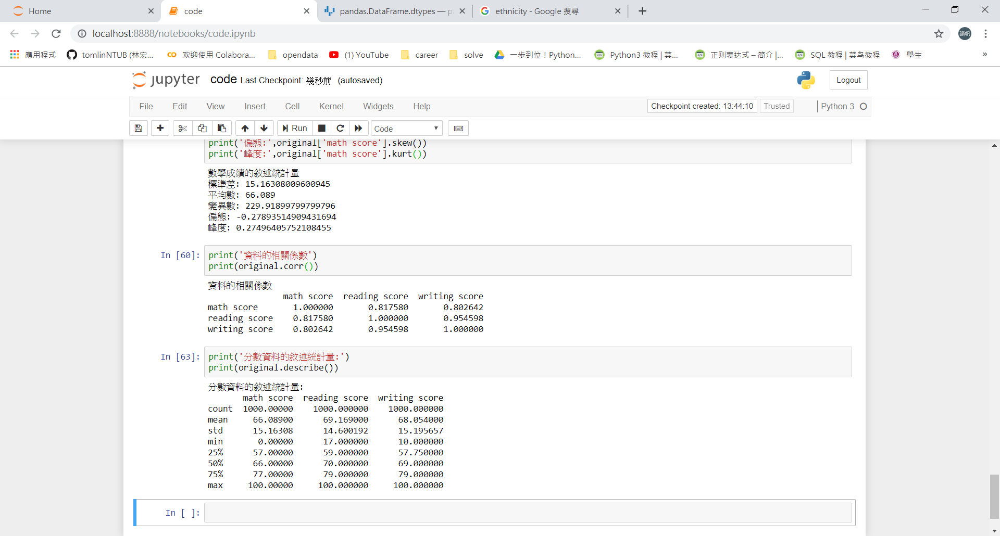 Home
code
pandas.DataFrame.dtypes — p
ethnicity - Google 搜尋
localhost:8888/notebooks/code.ipynb
韻帆
應用程式
tomlinNTUB (林宏...
欢迎使用 Colabora...
opendata
(1) YouTube
career
solve
一步到位！Python...
Python3 教程 | 菜...
正则表达式 – 简介 |...
SQL 教程 | 菜鸟教程
學生
»
jupyter code Last Checkpoint: 幾秒前 (autosaved)
Logout
File Edit View Insert Cell Kernel Widgets Help
Checkpoint created: 13:44:10 Trusted Python 3
Run Code
print('偏態:',original['math score'].skew())
print('峰度:',original['math score'].kurt())
數學成績的敘述統計量
標準差: 15.16308009600945
平均數: 66.089
變異數: 229.91899799799796
偏態: -0.27893514909431694
峰度: 0.27496405752108455
In [60]: print('資料的相關係數')
print(original.corr())
資料的相關係數
math score reading score writing score
math score 1.000000 0.817580 0.802642
reading score 0.817580 1.000000 0.954598
writing score 0.802642 0.954598 1.000000
In [63]: print('分數資料的敘述統計量:')
print(original.describe())
分數資料的敘述統計量:
math score reading score writing score
count 1000.00000 1000.000000 1000.000000
mean 66.08900 69.169000 68.054000
std 15.16308 14.600192 15.195657
min 0.00000 17.000000 10.000000
25% 57.00000 59.000000 57.750000
50% 66.00000 70.000000 69.000000
75% 77.00000 79.000000 79.000000
max 100.00000 100.000000 100.000000
In [ ]: